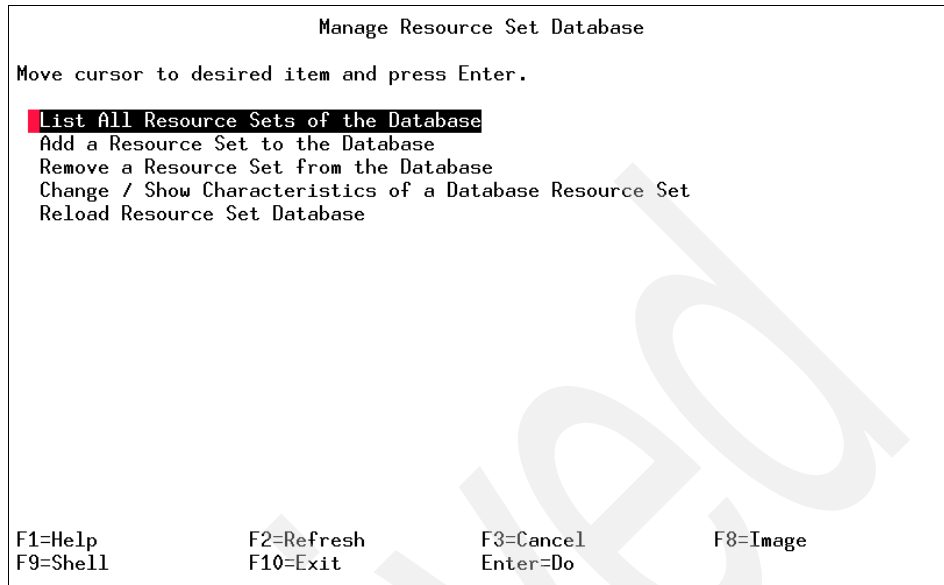 Manage Resource Set Database
Move cursor to desired item and press Enter.
List All Resource Sets of the Database
Add a Resource Set to the Database
Remove a Resource Set from the Database
Change / Show Characteristics of a Database Resource Set
Reload Resource Set Database
F1=Help F2=Refresh F3=Cancel F8=Image
F9=Shell F10=Exit Enter=Do